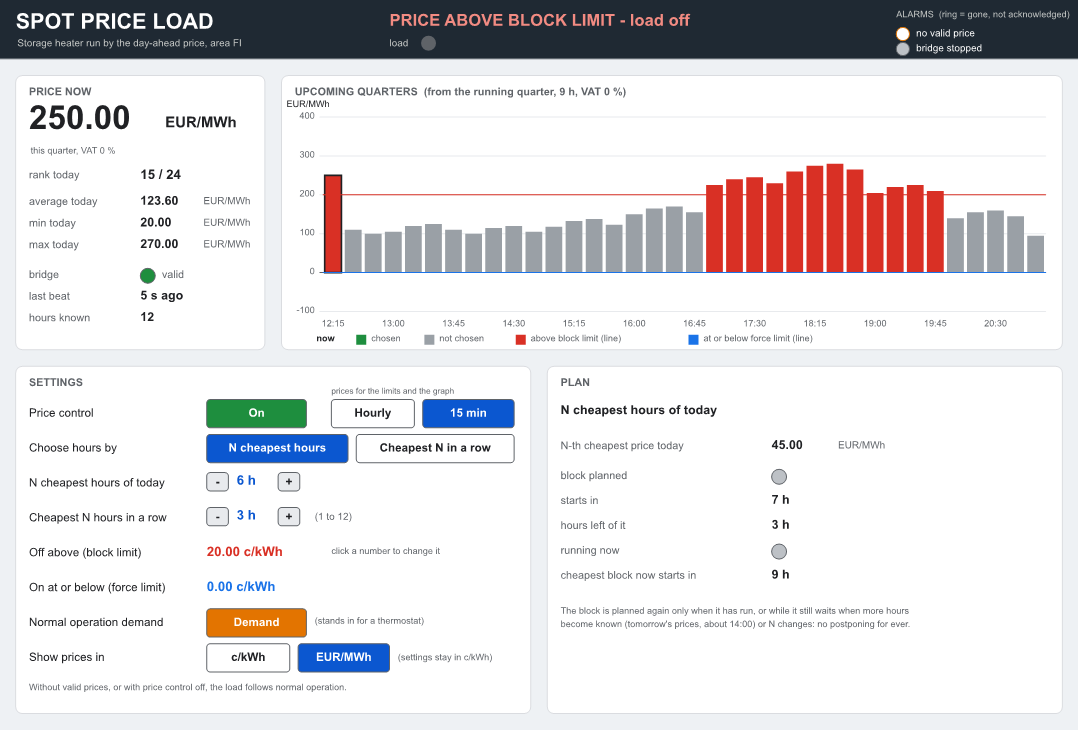 SPOT PRICE LOAD
Storage heater run by the day-ahead price, area FI
PRICE ABOVE BLOCK LIMIT - load off
load
ALARMS (ring = gone, not acknowledged)
no valid price
bridge stopped
PRICE NOW
250.00 EUR/MWh
this quarter, VAT 0 %
rank today 15 / 24
average today 123.60 EUR/MWh
min today 20.00 EUR/MWh
max today 270.00 EUR/MWh
bridge valid
last beat 5 s ago
hours known 12
UPCOMING QUARTERS (from the running quarter, 9 h, VAT 0 %)
EUR/MWh
400
300
200
100
0
-100
12:15 13:00 13:45 14:30 15:15 16:00 16:45 17:30 18:15 19:00 19:45 20:30
now chosen not chosen above block limit (line) at or below force limit (line)
SETTINGS
prices for the limits and the graph
Price control On Hourly 15 min
Choose hours by N cheapest hours Cheapest N in a row
N cheapest hours of today - 6 h +
Cheapest N hours in a row - 3 h + (1 to 12)
Off above (block limit) 20.00 c/kWh click a number to change it
On at or below (force limit) 0.00 c/kWh
Normal operation demand Demand (stands in for a thermostat)
Show prices in c/kWh EUR/MWh (settings stay in c/kWh)
Without valid prices, or with price control off, the load follows normal operation.
PLAN
N cheapest hours of today
N-th cheapest price today 45.00 EUR/MWh
block planned
starts in 7 h
hours left of it 3 h
running now
cheapest block now starts in 9 h
The block is planned again only when it has run, or while it still waits when more hours
become known (tomorrow's prices, about 14:00) or N changes: no postponing for ever.